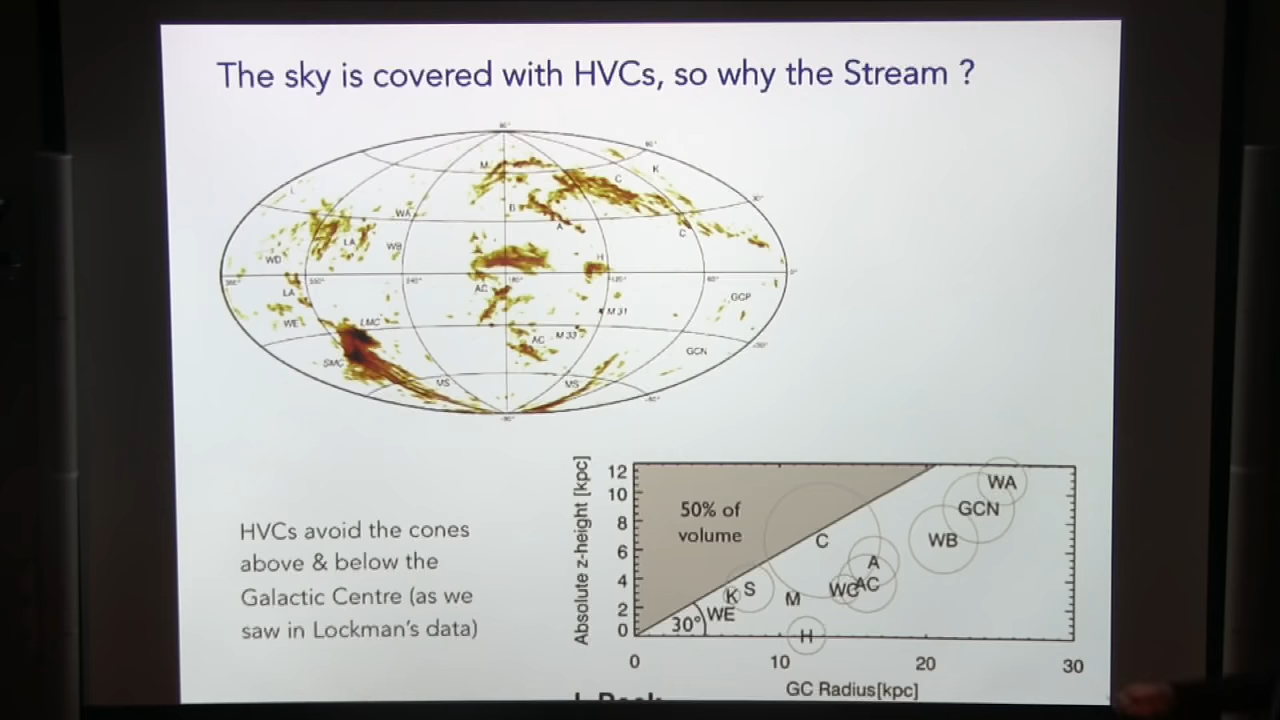 The sky is covered with HVCs, so why the Stream ?
M
C
K
L
B
WA
A
LA
WB
C
WD
H
AC
LA
GCP
M 31
WE
LMC
AC
M 33
GCN
SMC
MS
MS
HVCs avoid the cones
above & below the
Galactic Centre (as we
saw in Lockman's data)
Absolute z-height [kpc]
12
10
8
6
4
2
0
50% of
volume
30°
WA
GCN
WB
C
A
AC
WC
S
K
M
WE
H
0
10
20
30
GC Radius[kpc]